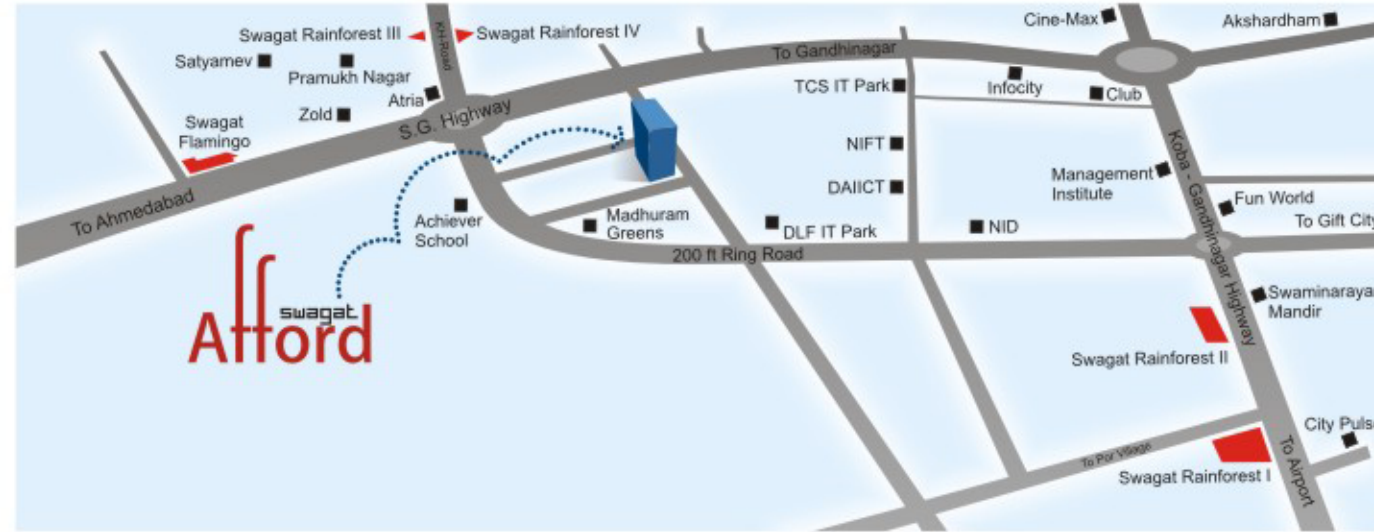 Cine-Max
Akshardham
Swagat Rainforest III
KH-Road
Swagat Rainforest IV
Satyamev
Pramukh Nagar
To Gandhinagar
TCS IT Park
Infocity
Club
Atria
Zold
S.G. Highway
Swagat
Flamingo
NIFT
Koba - Gandhinagar Highway
Management
Institute
DAIICT
Fun World
To Ahmedabad
Achiever
School
Madhuram
Greens
DLF IT Park
NID
To Gift City
200 ft Ring Road
swagat
Afford
Swaminaraya
Mandir
Swagat Rainforest II
City Puls
To Por Village
Swagat Rainforest I
To Airport